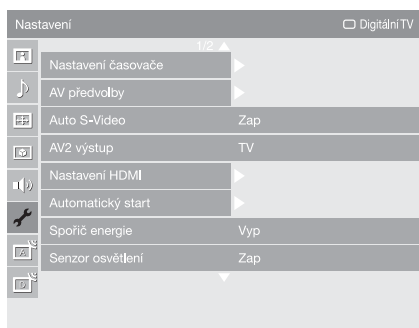 Nastavení
Digitální TV
1/2
Nastavení časovače
AV předvolby
Auto S-Video Zap
AV2 výstup TV
Nastavení HDMI
Automatický start
Spořič energie Vyp
Senzor osvětlení Zap
A
D